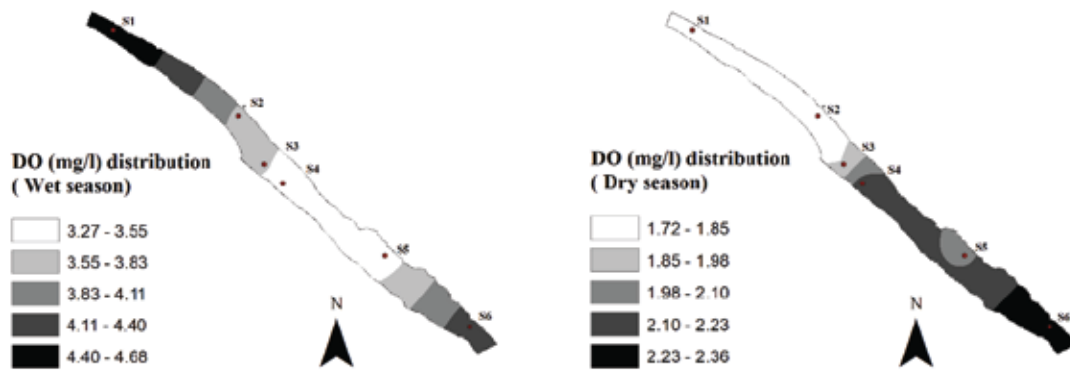 S1
S2
S3
S4
S5
S6
DO (mg/l) distribution
( Wet season)
3.27 - 3.55
3.55 - 3.83
3.83 - 4.11
4.11 - 4.40
4.40 - 4.68
N
S1
S2
S3
S4
S5
S6
DO (mg/l) distribution
( Dry season)
1.72 - 1.85
1.85 - 1.98
1.98 - 2.10
2.10 - 2.23
2.23 - 2.36
N